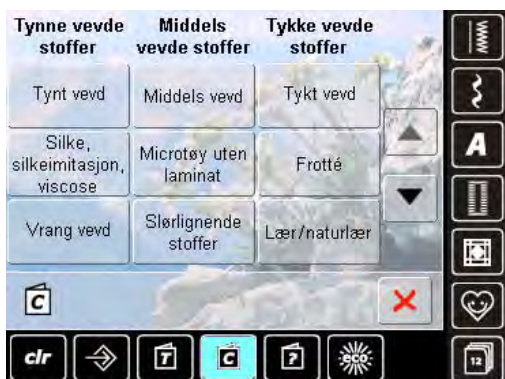 Tynne vevde
stoffer
Middels
vevde stoffer
Tykke vevde
stoffer
Tynt vevd
Middels vevd
Tykt vevd
Silke,
silkeimitasjon,
viscose
Microtøy uten
laminat
Frotté
Vrang vevd
Slørlignende
stoffer
Lær/naturlær
A
C
clr
T
C
?
eco
12